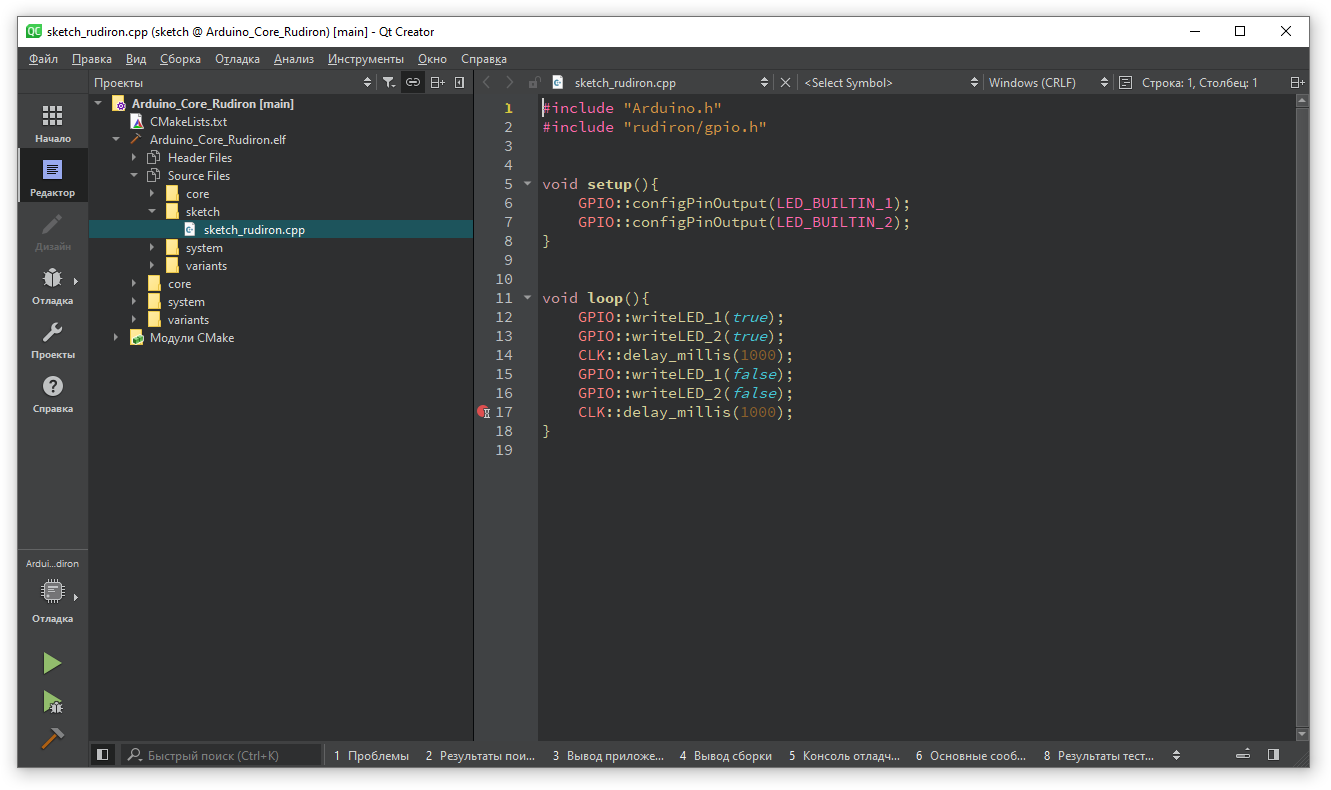 QC sketch_rudiron.cpp (sketch @ Arduino_Core_Rudiron) [main] - Qt Creator
Файл Правка Вид Сборка Отладка Анализ Инструменты Окно Справка
Проекты
sketch_rudiron.cpp <Select Symbol> Windows (CRLF) Строка: 1, Столбец: 1
Начало
Редактор
Дизайн
Отладка
Проекты
Справка
Ardui...diron
Отладка
Arduino_Core_Rudiron [main]
CMakeLists.txt
Arduino_Core_Rudiron.elf
Header Files
Source Files
core
sketch
sketch_rudiron.cpp
system
variants
core
system
variants
Модули CMake
1 #include "Arduino.h"
2 #include "rudiron/gpio.h"
3
4
5 void setup(){
6 GPIO::configPinOutput(LED_BUILTIN_1);
7 GPIO::configPinOutput(LED_BUILTIN_2);
8 }
9
10
11 void loop(){
12 GPIO::writeLED_1(true);
13 GPIO::writeLED_2(true);
14 CLK::delay_millis(1000);
15 GPIO::writeLED_1(false);
16 GPIO::writeLED_2(false);
17 CLK::delay_millis(1000);
18 }
19
Быстрый поиск (Ctrl+K) 1 Проблемы 2 Результаты пои... 3 Вывод приложе... 4 Вывод сборки 5 Консоль отладч... 6 Основные сооб... 8 Результаты тест...